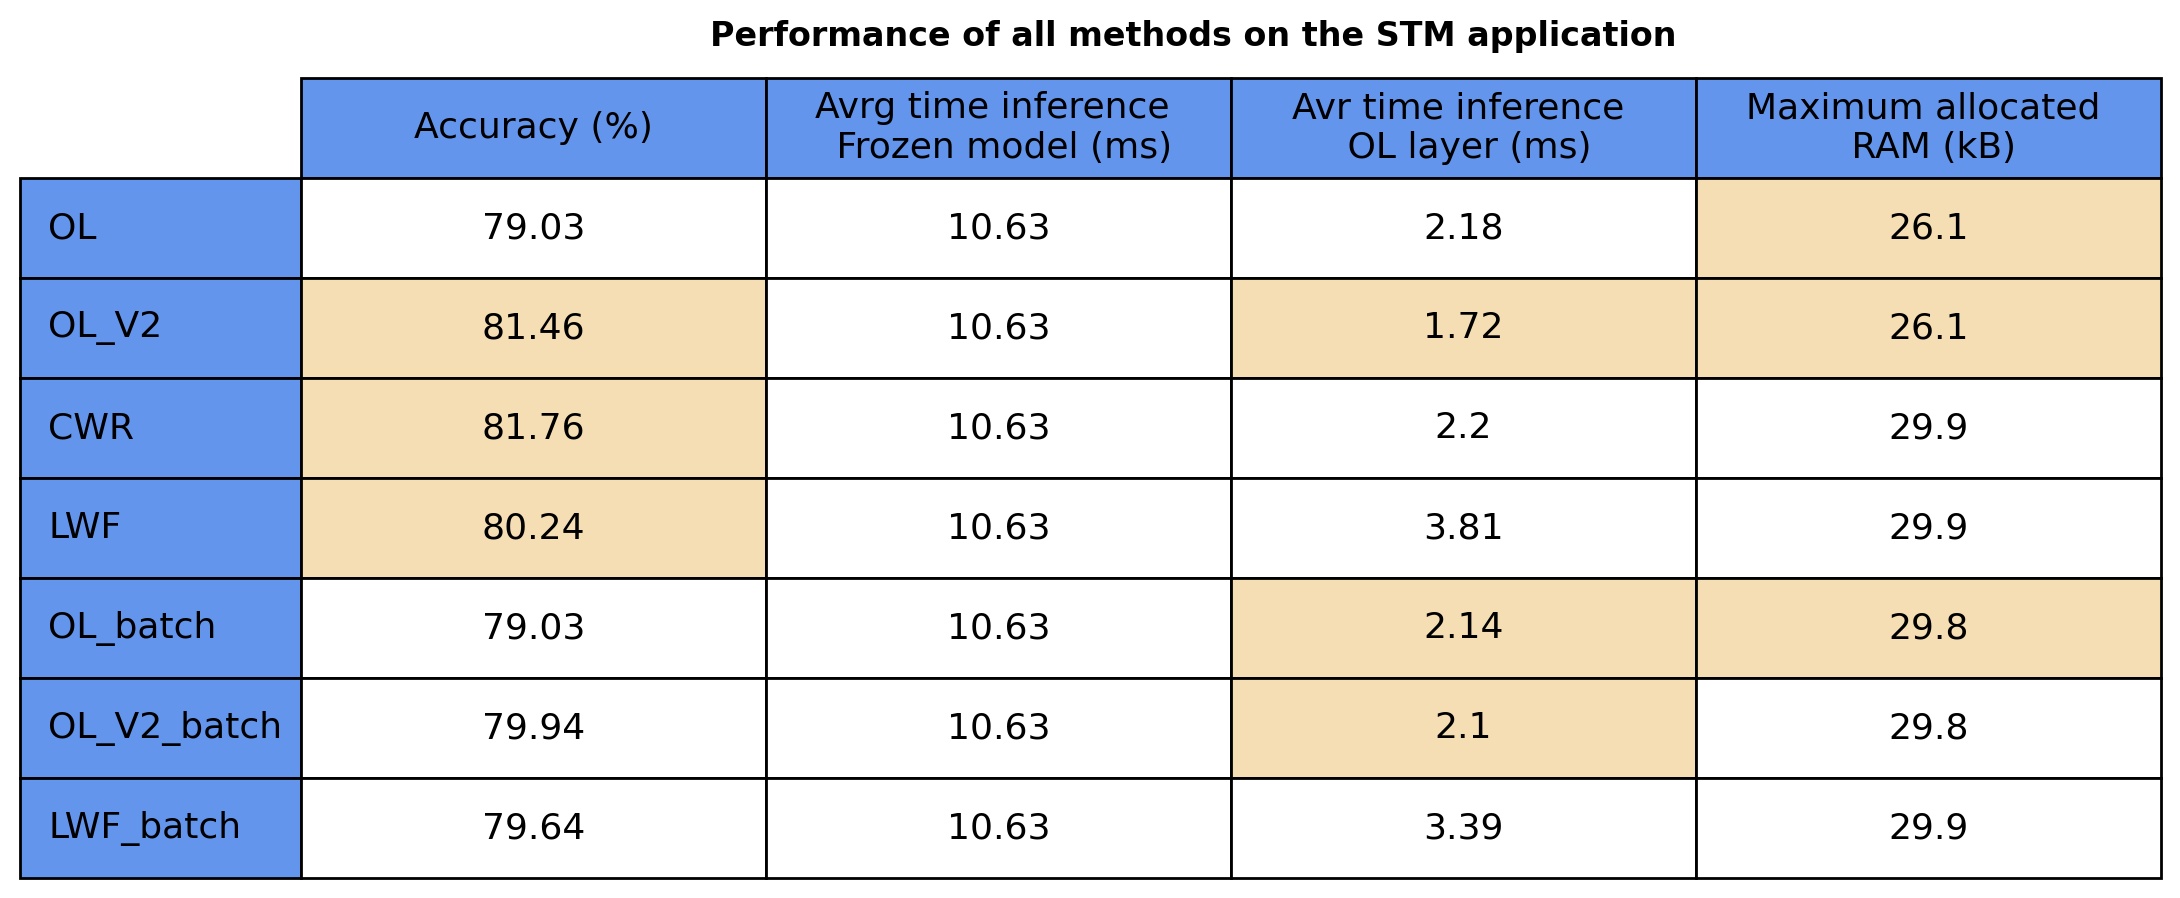 Performance of all methods on the STM application
Accuracy (%) Avrg time inference Frozen model (ms) Avr time inference OL layer (ms) Maximum allocated RAM (kB)
OL 79.03 10.63 2.18 26.1
OL_V2 81.46 10.63 1.72 26.1
CWR 81.76 10.63 2.2 29.9
LWF 80.24 10.63 3.81 29.9
OL_batch 79.03 10.63 2.14 29.8
OL_V2_batch 79.94 10.63 2.1 29.8
LWF_batch 79.64 10.63 3.39 29.9